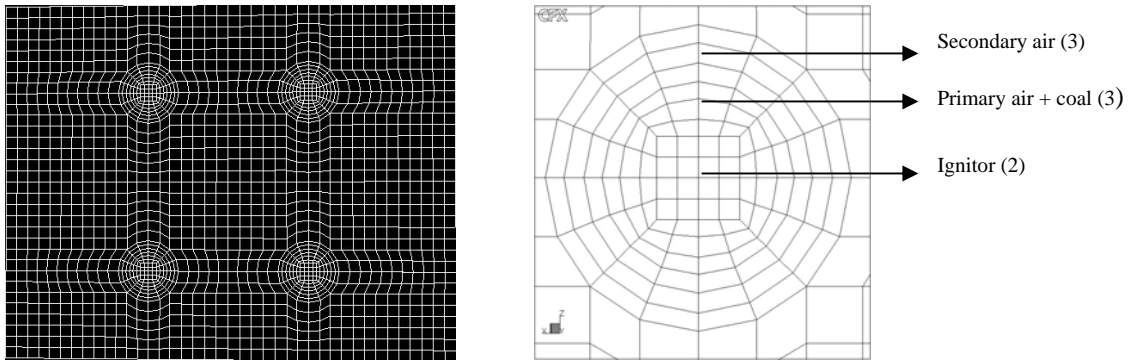 CFX
Secondary air (3)
Primary air + coal (3)
Ignitor (2)
Z
X
Y